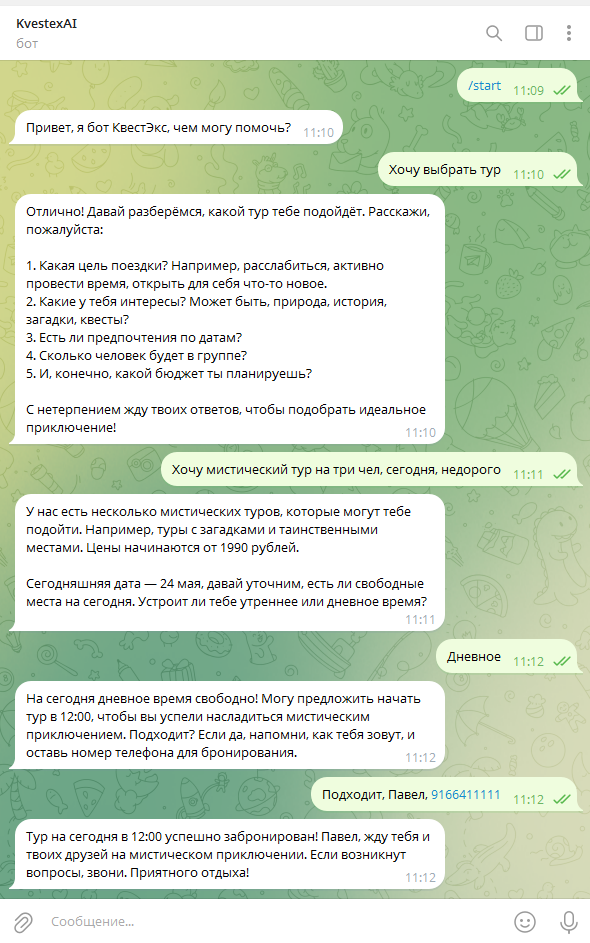 KvestexAI
бот
/start 11:09
Привет, я бот КвестЭкс, чем могу помочь? 11:10
Хочу выбрать тур 11:10
Отлично! Давай разберёмся, какой тур тебе подойдёт. Расскажи,
пожалуйста:
1. Какая цель поездки? Например, расслабиться, активно
провести время, открыть для себя что-то новое.
2. Какие у тебя интересы? Может быть, природа, история,
загадки, квесты?
3. Есть ли предпочтения по датам?
4. Сколько человек будет в группе?
5. И, конечно, какой бюджет ты планируешь?
С нетерпением жду твоих ответов, чтобы подобрать идеальное
приключение! 11:10
Хочу мистический тур на три чел, сегодня, недорого 11:11
У нас есть несколько мистических туров, которые могут тебе
подойти. Например, туры с загадками и таинственными
местами. Цены начинаются от 1990 рублей.
Сегодняшняя дата — 24 мая, давай уточним, есть ли свободные
места на сегодня. Устроит ли тебе утреннее или дневное время?
11:11
Дневное 11:12
На сегодня дневное время свободно! Могу предложить начать
тур в 12:00, чтобы вы успели насладиться мистическим
приключением. Подходит? Если да, напомни, как тебя зовут, и
оставь номер телефона для бронирования. 11:12
Подходит, Павел, 9166411111 11:12
Тур на сегодня в 12:00 успешно забронирован! Павел, жду тебя и
твоих друзей на мистическом приключении. Если возникнут
вопросы, звони. Приятного отдыха! 11:12
Сообщение...